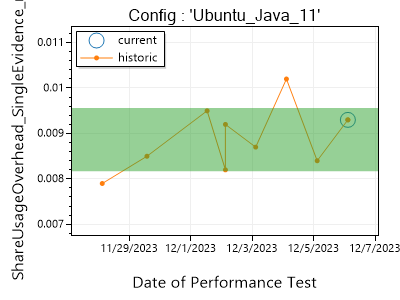 Config : 'Ubuntu_Java_11'
ShareUsageOverhead_SingleEvidence_
current
historic
0.011
0.01
0.009
0.008
0.007
11/29/2023 12/1/2023 12/3/2023 12/5/2023 12/7/2023
Date of Performance Test